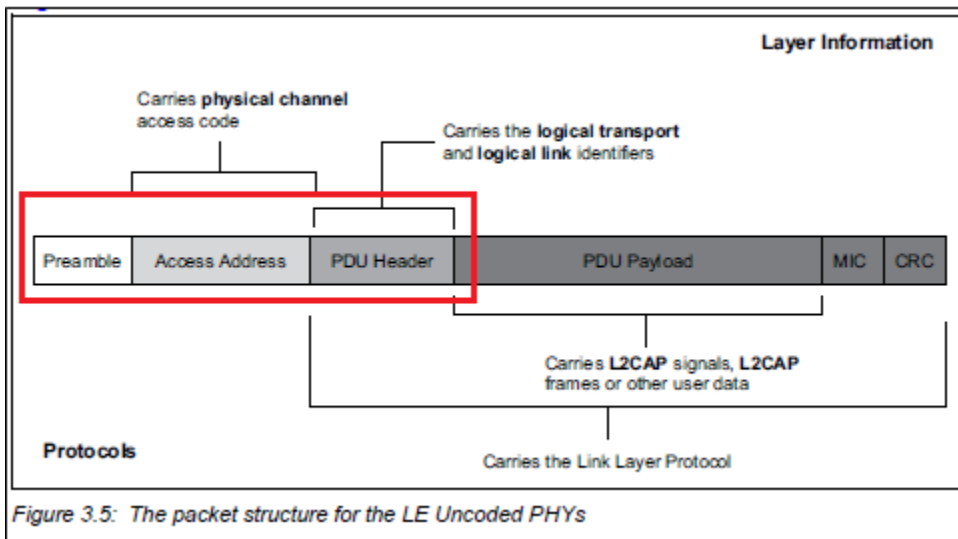 Layer Information
Carries physical channel
access code
Carries the logical transport
and logical link identifiers
Preamble
Access Address
PDU Header
PDU Payload
MIC
CRC
Carries L2CAP signals, L2CAP
frames or other user data
Protocols
Carries the Link Layer Protocol
Figure 3.5: The packet structure for the LE Uncoded PHYs